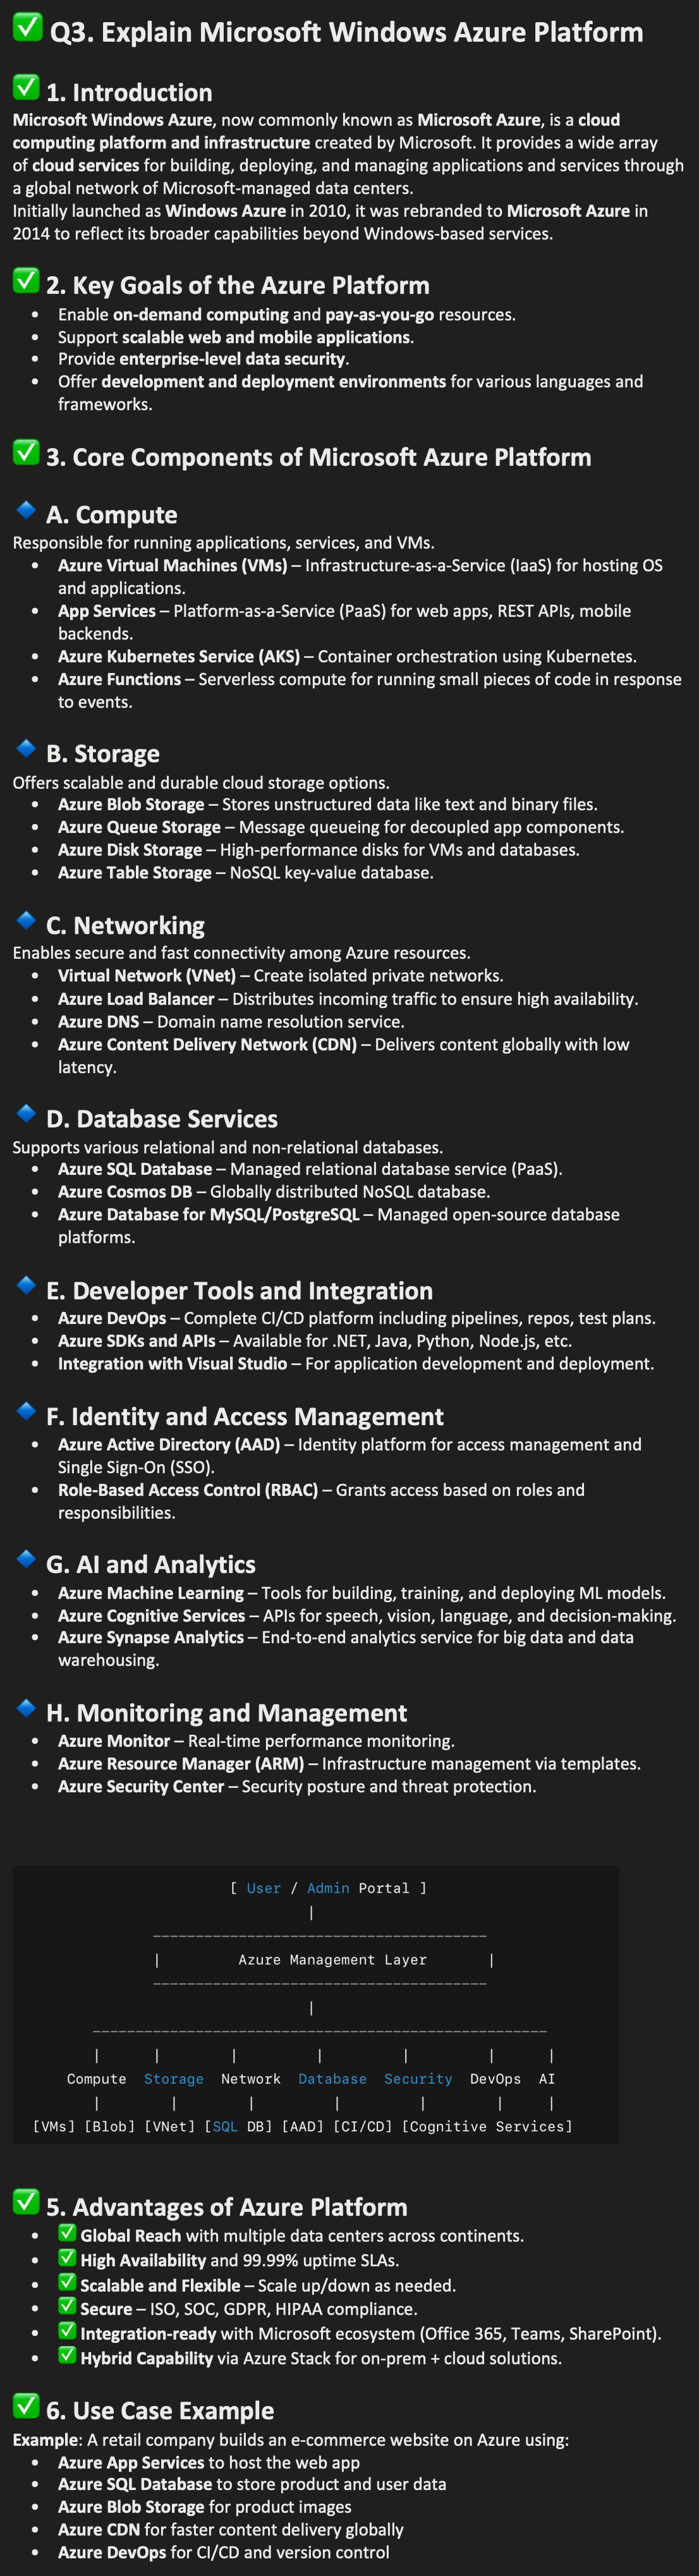 ✅ Q3. Explain Microsoft Windows Azure Platform
✅ 1. Introduction
Microsoft Windows Azure, now commonly known as Microsoft Azure, is a cloud
computing platform and infrastructure created by Microsoft. It provides a wide array
of cloud services for building, deploying, and managing applications and services through
a global network of Microsoft-managed data centers.
Initially launched as Windows Azure in 2010, it was rebranded to Microsoft Azure in
2014 to reflect its broader capabilities beyond Windows-based services.
✅ 2. Key Goals of the Azure Platform
• Enable on-demand computing and pay-as-you-go resources.
• Support scalable web and mobile applications.
• Provide enterprise-level data security.
• Offer development and deployment environments for various languages and
frameworks.
✅ 3. Core Components of Microsoft Azure Platform
🔹 A. Compute
Responsible for running applications, services, and VMs.
• Azure Virtual Machines (VMs) – Infrastructure-as-a-Service (IaaS) for hosting OS
and applications.
• App Services – Platform-as-a-Service (PaaS) for web apps, REST APIs, mobile
backends.
• Azure Kubernetes Service (AKS) – Container orchestration using Kubernetes.
• Azure Functions – Serverless compute for running small pieces of code in response
to events.
🔹 B. Storage
Offers scalable and durable cloud storage options.
• Azure Blob Storage – Stores unstructured data like text and binary files.
• Azure Queue Storage – Message queueing for decoupled app components.
• Azure Disk Storage – High-performance disks for VMs and databases.
• Azure Table Storage – NoSQL key-value database.
🔹 C. Networking
Enables secure and fast connectivity among Azure resources.
• Virtual Network (VNet) – Create isolated private networks.
• Azure Load Balancer – Distributes incoming traffic to ensure high availability.
• Azure DNS – Domain name resolution service.
• Azure Content Delivery Network (CDN) – Delivers content globally with low
latency.
🔹 D. Database Services
Supports various relational and non-relational databases.
• Azure SQL Database – Managed relational database service (PaaS).
• Azure Cosmos DB – Globally distributed NoSQL database.
• Azure Database for MySQL/PostgreSQL – Managed open-source database
platforms.
🔹 E. Developer Tools and Integration
• Azure DevOps – Complete CI/CD platform including pipelines, repos, test plans.
• Azure SDKs and APIs – Available for .NET, Java, Python, Node.js, etc.
• Integration with Visual Studio – For application development and deployment.
🔹 F. Identity and Access Management
• Azure Active Directory (AAD) – Identity platform for access management and
Single Sign-On (SSO).
• Role-Based Access Control (RBAC) – Grants access based on roles and
responsibilities.
🔹 G. AI and Analytics
• Azure Machine Learning – Tools for building, training, and deploying ML models.
• Azure Cognitive Services – APIs for speech, vision, language, and decision-making.
• Azure Synapse Analytics – End-to-end analytics service for big data and data
warehousing.
🔹 H. Monitoring and Management
• Azure Monitor – Real-time performance monitoring.
• Azure Resource Manager (ARM) – Infrastructure management via templates.
• Azure Security Center – Security posture and threat protection.
[ User / Admin Portal ]
| Azure Management Layer |
Compute Storage Network Database Security DevOps AI
[VMs] [Blob] [VNet] [SQL DB] [AAD] [CI/CD] [Cognitive Services]
✅ 5. Advantages of Azure Platform
• ✅ Global Reach with multiple data centers across continents.
• ✅ High Availability and 99.99% uptime SLAs.
• ✅ Scalable and Flexible – Scale up/down as needed.
• ✅ Secure – ISO, SOC, GDPR, HIPAA compliance.
• ✅ Integration-ready with Microsoft ecosystem (Office 365, Teams, SharePoint).
• ✅ Hybrid Capability via Azure Stack for on-prem + cloud solutions.
✅ 6. Use Case Example
Example: A retail company builds an e-commerce website on Azure using:
• Azure App Services to host the web app
• Azure SQL Database to store product and user data
• Azure Blob Storage for product images
• Azure CDN for faster content delivery globally
• Azure DevOps for CI/CD and version control